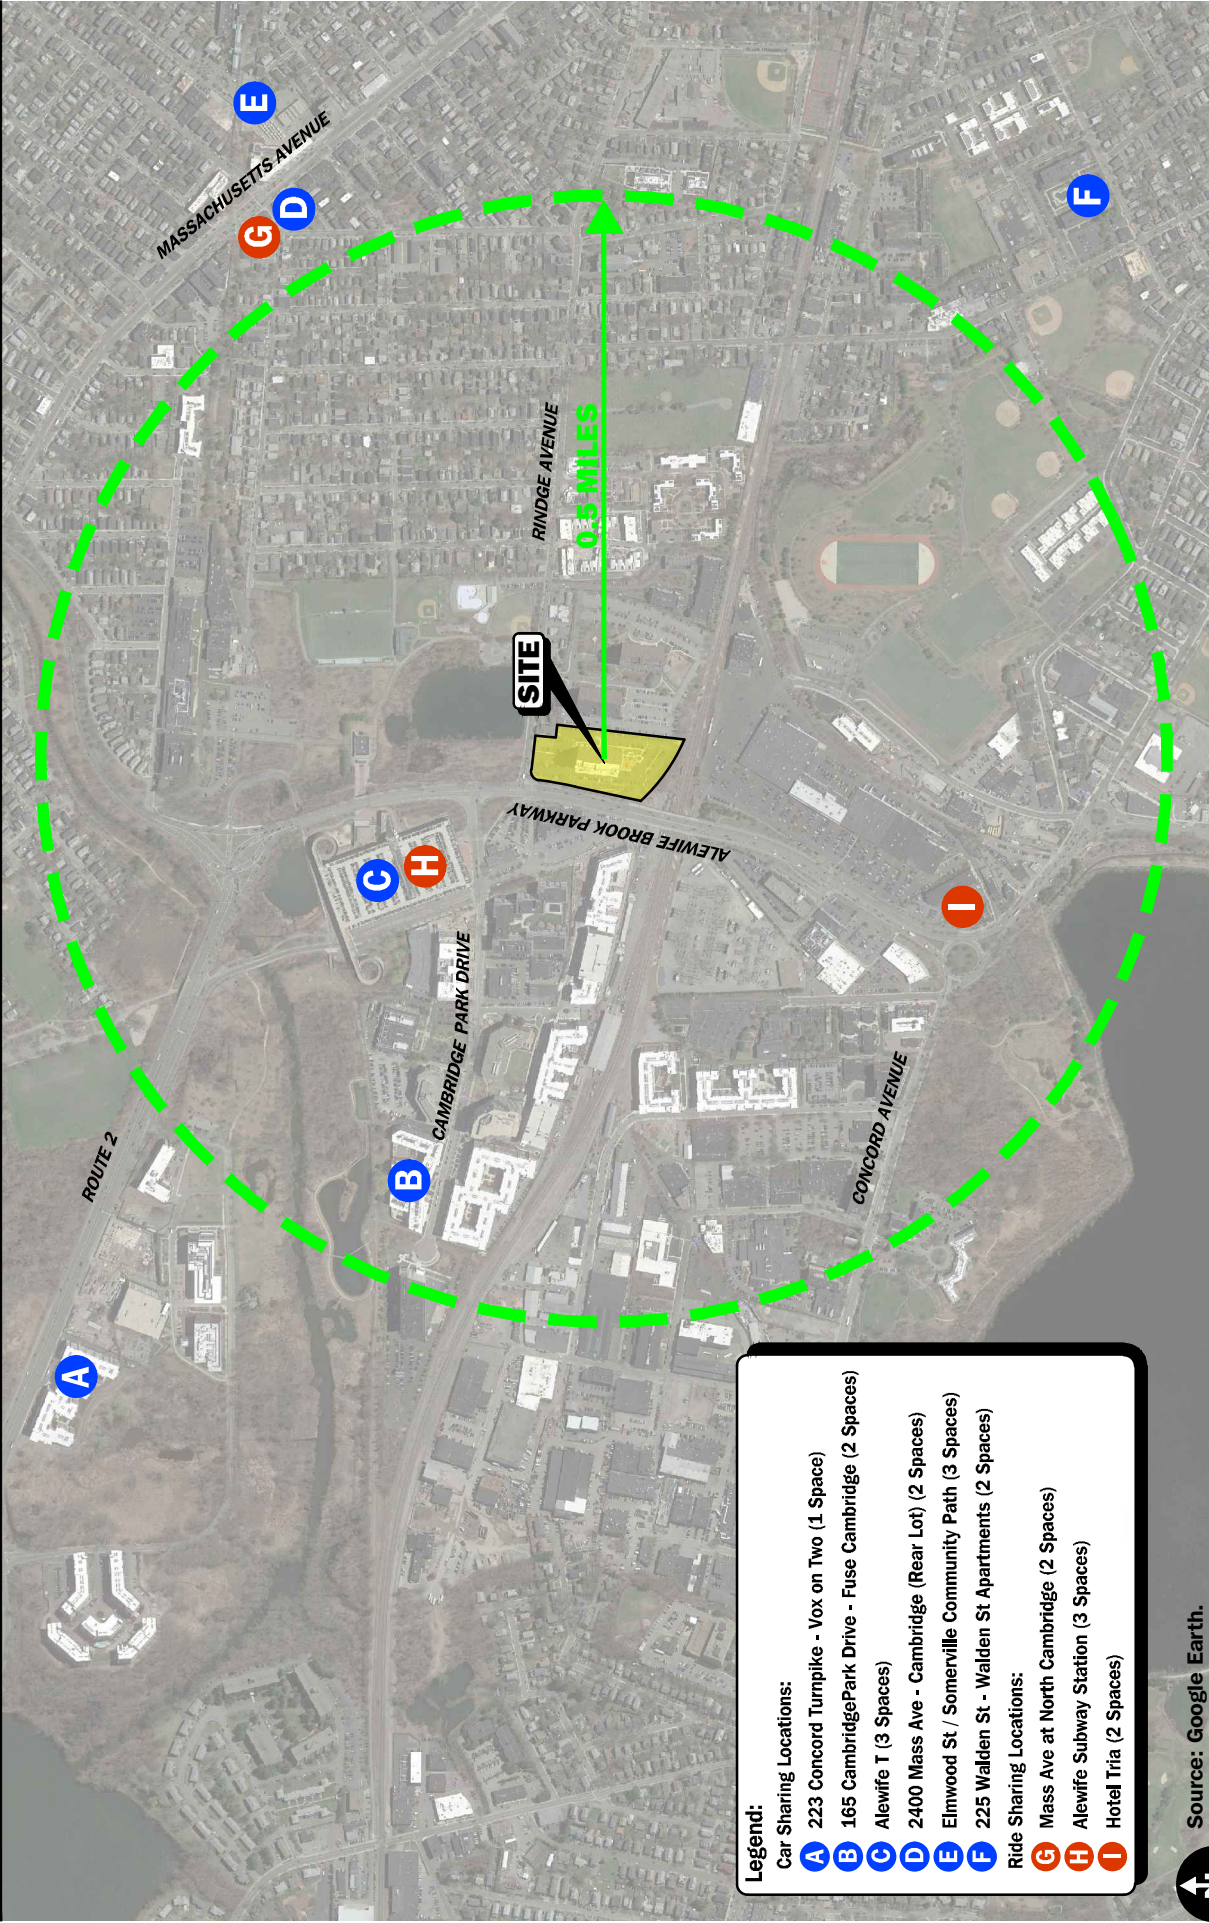 MASSACHUSETTS AVENUE
E
D
G
F
RINDGE AVENUE
0.5 MILES
SITE
ALEWIFE BROOK PARKWAY
C
H
I
CAMBRIDGE PARK DRIVE
ROUTE 2
B
CONCORD AVENUE
A
Legend:
Car Sharing Locations:
A 223 Concord Turnpike - Vox on Two (1 Space)
B 165 CambridgePark Drive - Fuse Cambridge (2 Spaces)
C Alewife T (3 Spaces)
D 2400 Mass Ave - Cambridge (Rear Lot) (2 Spaces)
E Elmwood St / Somerville Community Path (3 Spaces)
F 225 Walden St - Walden St Apartments (2 Spaces)
Ride Sharing Locations:
G Mass Ave at North Cambridge (2 Spaces)
H Alewife Subway Station (3 Spaces)
I Hotel Tria (2 Spaces)
Source: Google Earth.